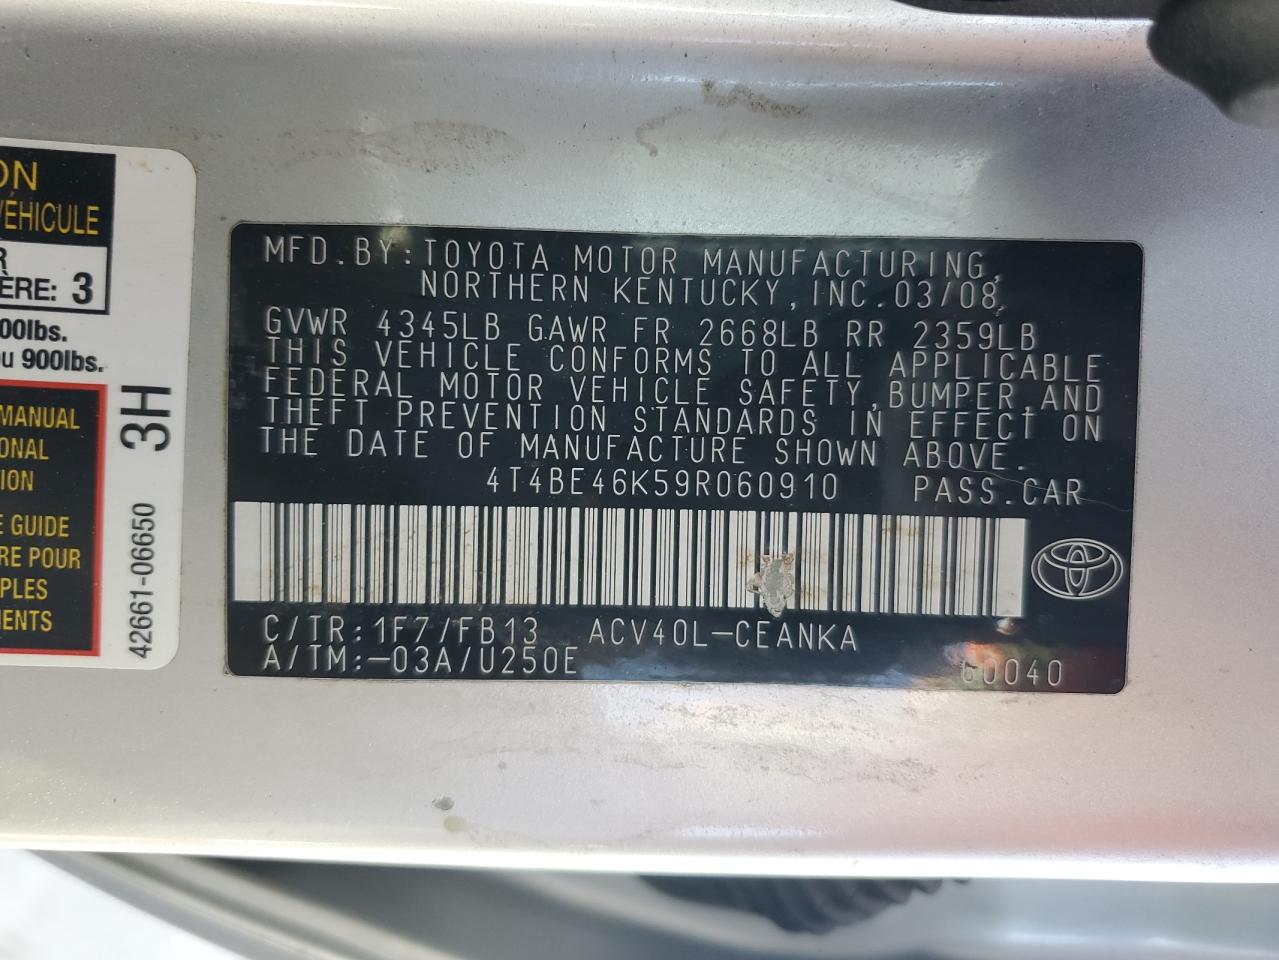 ON
VÉHICULE
R
ÈRE: 3
00lbs.
u 900lbs.
MANUAL
ONAL
TION
E GUIDE
RE POUR
PLES
MENTS
3H
42661-06650
MFD.BY:TOYOTA MOTOR MANUFACTURING,
NORTHERN KENTUCKY,INC.03/08,
GVWR 4345LB GAWR FR 2668LB RR 2359LB
THIS VEHICLE CONFORMS TO ALL APPLICABLE
FEDERAL MOTOR VEHICLE SAFETY,BUMPER,AND
THEFT PREVENTION STANDARDS IN EFFECT ON
THE DATE OF MANUFACTURE SHOWN ABOVE.
4T4BE46K59R060910 PASS.CAR
C/TR:1F7/FB13 ACV40L-CEANKA
A/TM:-03A/U250E 60040